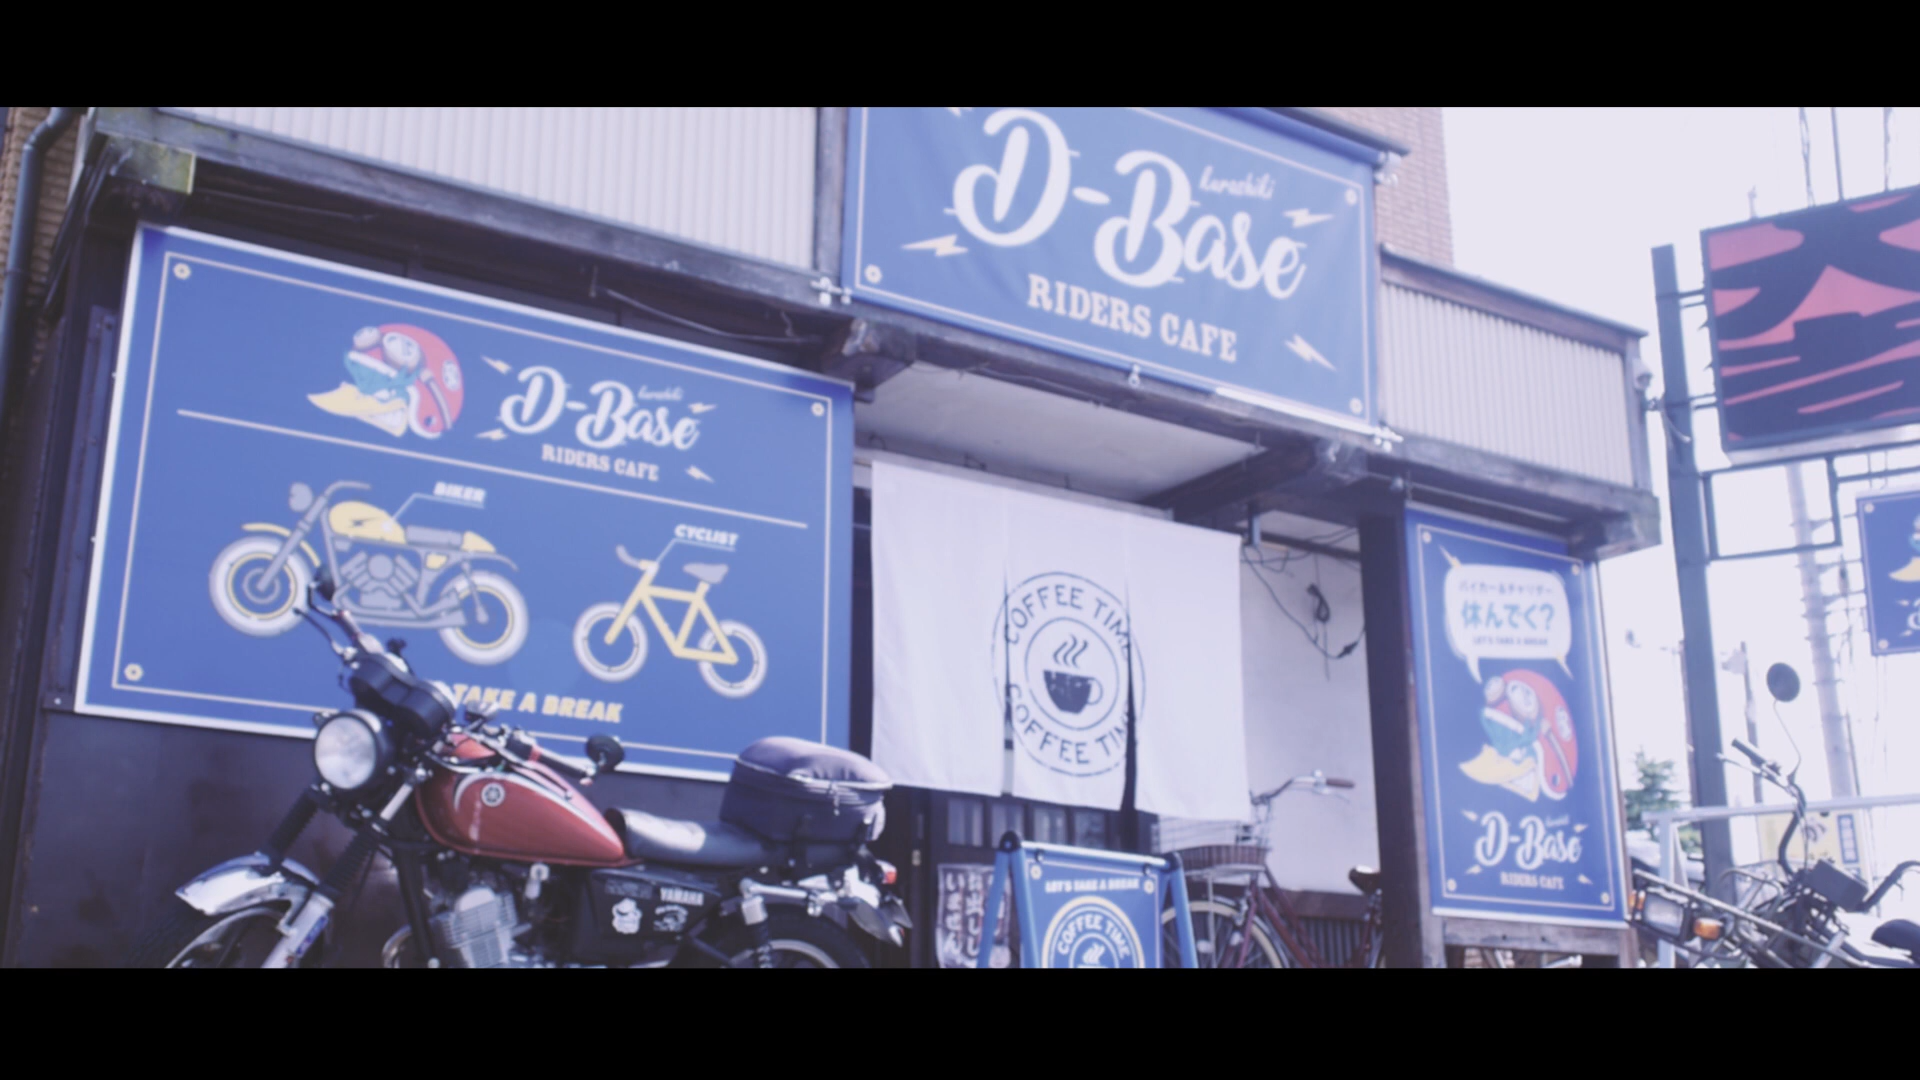 kurashiki
D-Base
RIDERS CAFE
kurashiki
D-Base
RIDERS CAFE
BIKER
CYCLIST
TAKE A BREAK
COFFEE TIME
COFFEE TIME
バイカー&チャリダー
休んでく?
LET'S TAKE A BREAK
D-Base
RIDERS CAFE
YAMAHA
LET'S TAKE A BREAK
COFFEE TIME